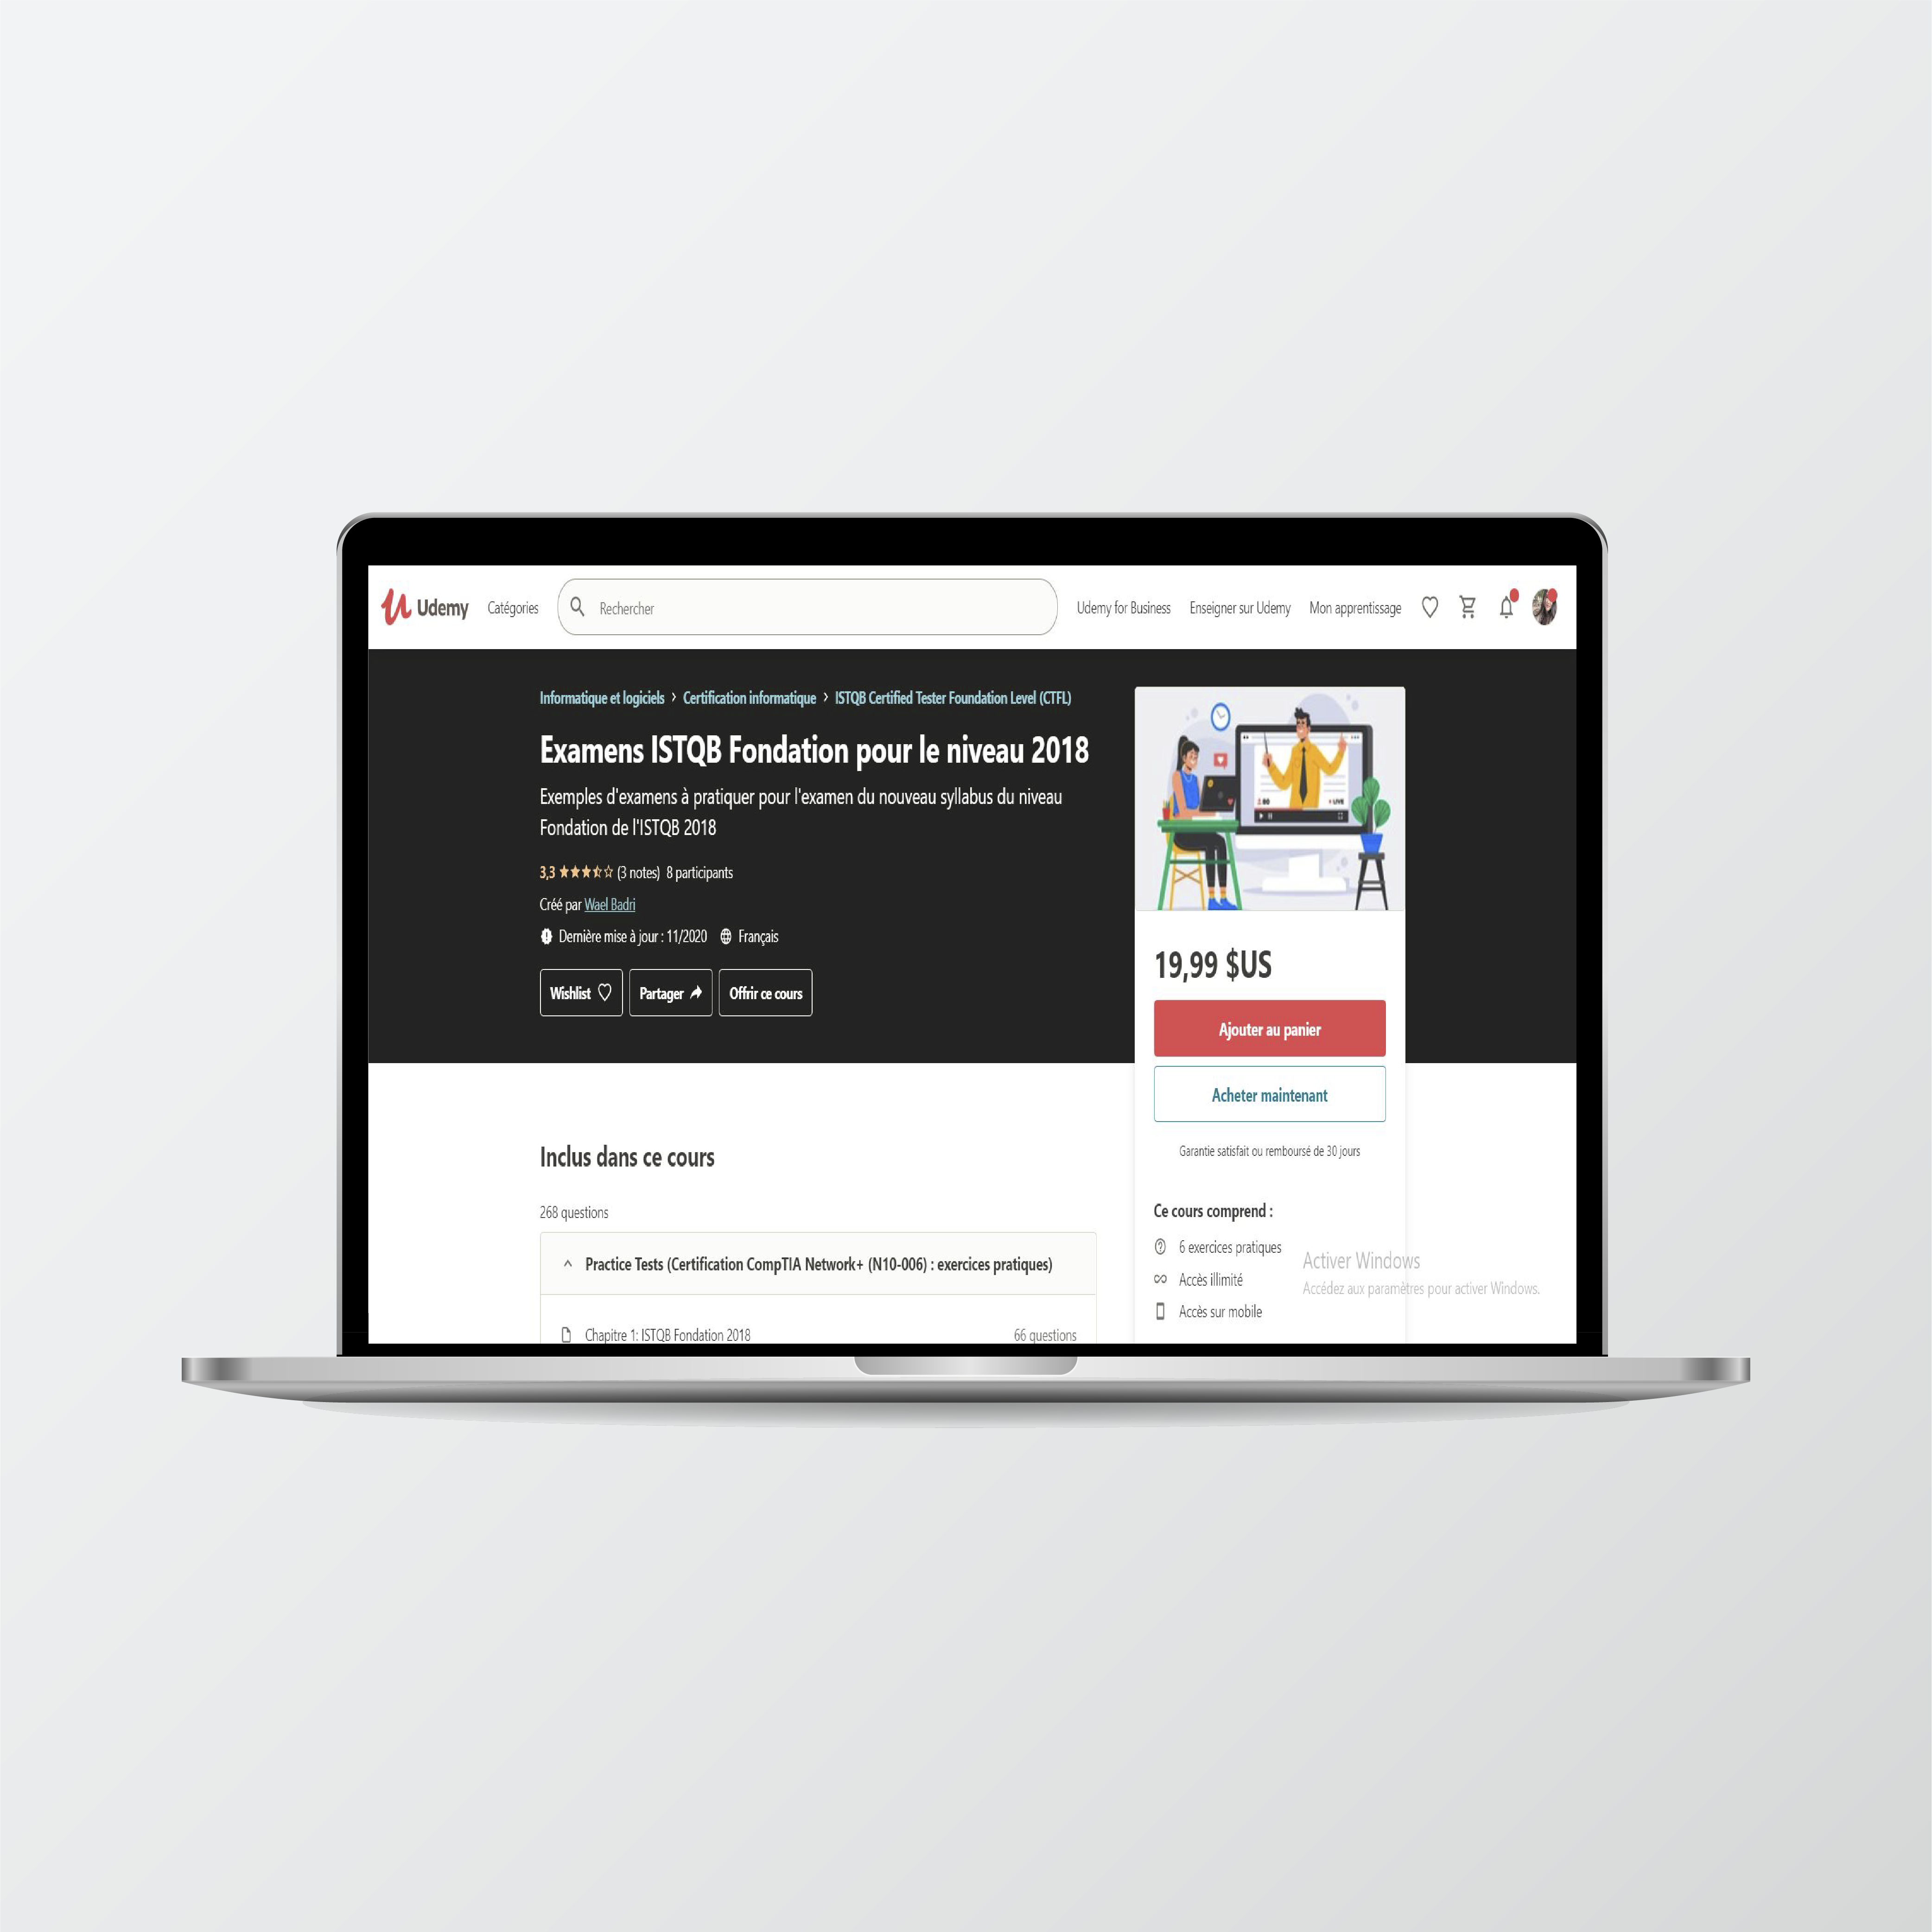 Udemy
Catégories
Rechercher
Udemy for Business
Enseigner sur Udemy
Mon apprentissage
Informatique et logiciels > Certification informatique > ISTQB Certified Tester Foundation Level (CTFL)
Examens ISTQB Fondation pour le niveau 2018
Exemples d'examens à pratiquer pour l'examen du nouveau syllabus du niveau
Fondation de l'ISTQB 2018
3,3 (3 notes) 8 participants
Créé par Wael Badri
Dernière mise à jour : 11/2020 Français
Wishlist
Partager
Offrir ce cours
LIVE
19,99 $US
Ajouter au panier
Acheter maintenant
Garantie satisfait ou remboursé de 30 jours
Ce cours comprend :
6 exercices pratiques
Accès illimité
Accès sur mobile
Inclus dans ce cours
268 questions
Practice Tests (Certification CompTIA Network+ (N10-006) : exercices pratiques)
Chapitre 1: ISTQB Fondation 2018 66 questions
Activer Windows
Accédez aux paramètres pour activer Windows.